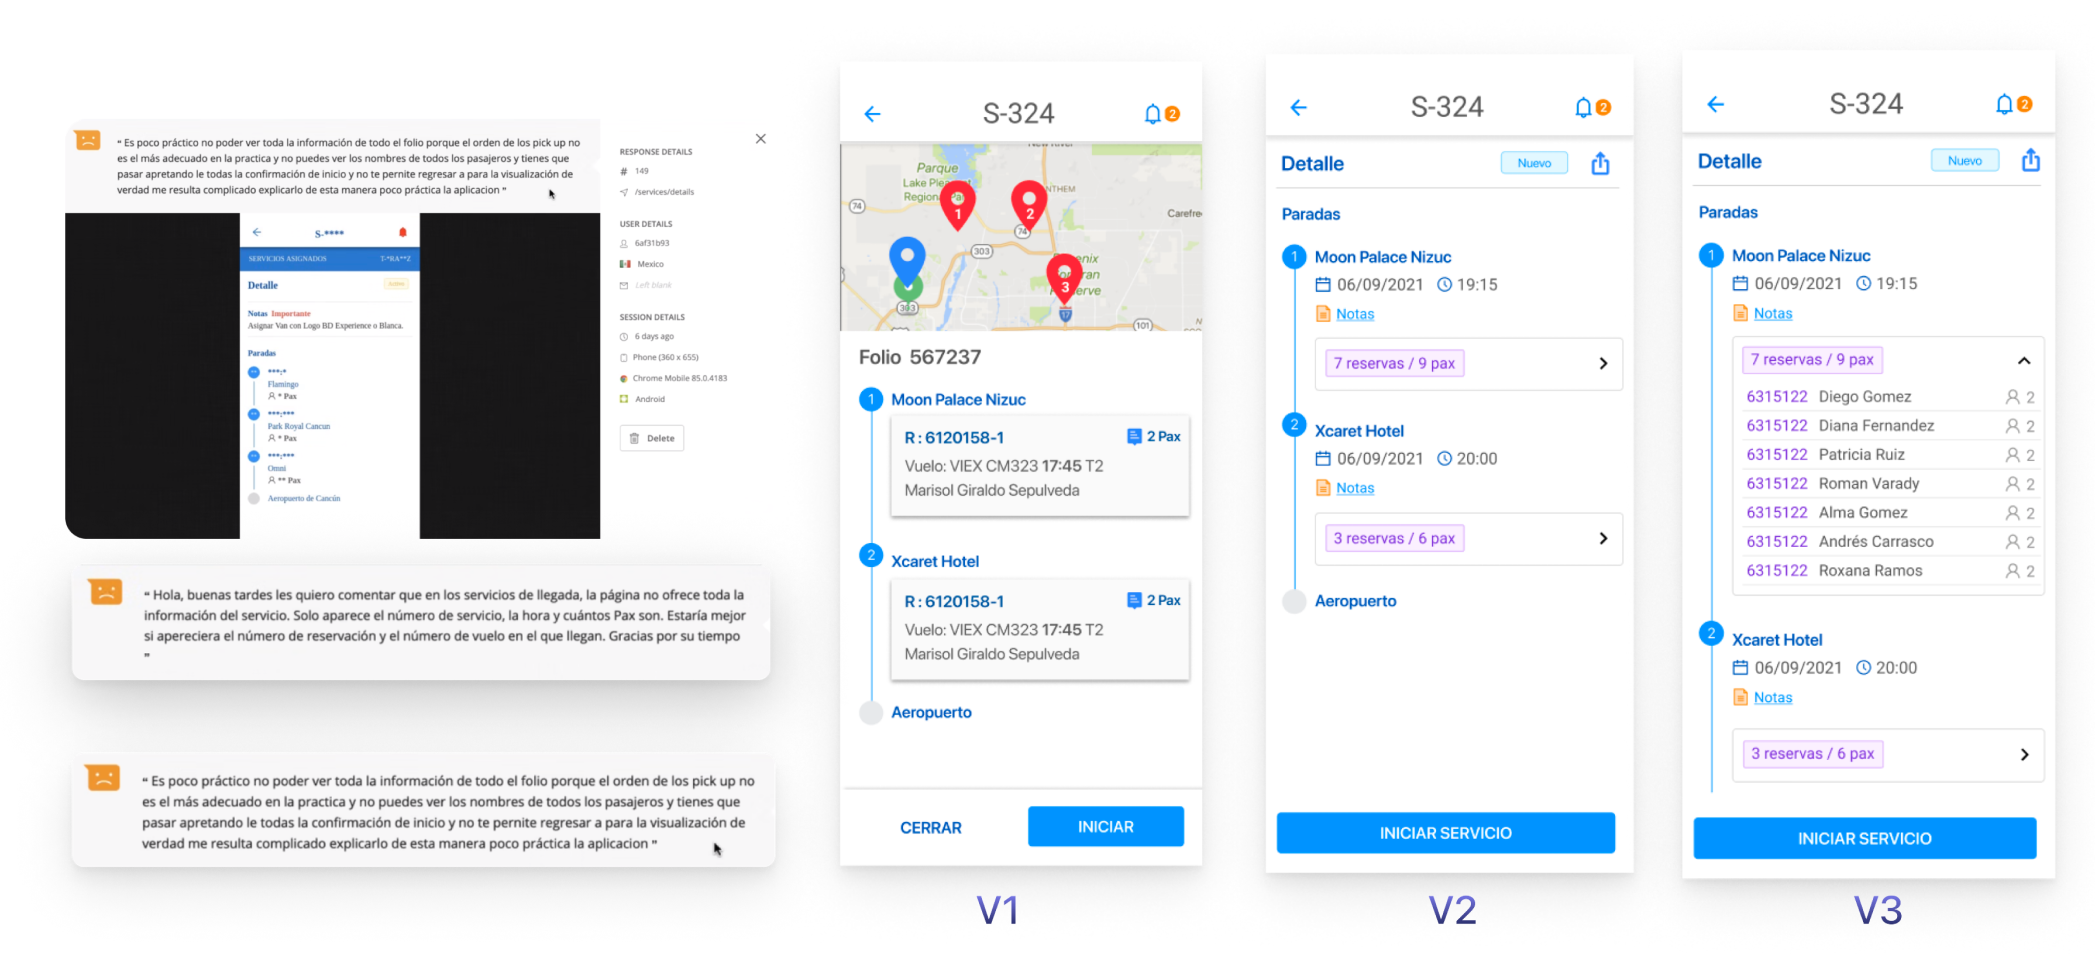 “ Es poco práctico no poder ver toda la información de todo el folio porque el orden de los pick up no
es el más adecuado en la practica y no puedes ver los nombres de todos los pasajeros y tienes que
pasar apretando le todas la confirmación de inicio y no te permite regresar a para la visualización de
verdad me resulta complicado explicarlo de esta manera poco práctica la aplicacion ”
S-****
SERVICIOS ASIGNADOS T-*RA**Z
Detalle
Notas Importante
Asignar Van con Logo BD Experience o Blanca.
Paradas
***:*
Flamingo
* Pax
***:***
Park Royal Cancun
* Pax
***:***
Omni
** Pax
Aeropuerto de Cancún
RESPONSE DETAILS
# 149
/services/details
USER DETAILS
6af31b93
Mexico
Left blank
SESSION DETAILS
6 days ago
Phone (360 x 655)
Chrome Mobile 85.0.4183
Android
Delete
“ Hola, buenas tardes les quiero comentar que en los servicios de llegada, la página no ofrece toda la
información del servicio. Solo aparece el número de servicio, la hora y cuántos Pax son. Estaría mejor
si apereciera el número de reservación y el número de vuelo en el que llegan. Gracias por su tiempo
”
“ Es poco práctico no poder ver toda la información de todo el folio porque el orden de los pick up no
es el más adecuado en la practica y no puedes ver los nombres de todos los pasajeros y tienes que
pasar apretando le todas la confirmación de inicio y no te pernite regresar a para la visualización de
verdad me resulta complicado explicarlo de esta manera poco práctica la aplicacion ”
S-324
2
Parque
Lake
Region
74
1
2
NTHEM
74
Carefre
303
3
303
17
101
Folio 567237
1 Moon Palace Nizuc
R : 6120158-1 2 Pax
Vuelo: VIEX CM323 17:45 T2
Marisol Giraldo Sepulveda
2 Xcaret Hotel
R : 6120158-1 2 Pax
Vuelo: VIEX CM323 17:45 T2
Marisol Giraldo Sepulveda
Aeropuerto
CERRAR INICIAR
V1
S-324
2
Detalle Nuevo
Paradas
1 Moon Palace Nizuc
06/09/2021 19:15
Notas
7 reservas / 9 pax
2 Xcaret Hotel
06/09/2021 20:00
Notas
3 reservas / 6 pax
Aeropuerto
INICIAR SERVICIO
V2
S-324
2
Detalle Nuevo
Paradas
1 Moon Palace Nizuc
06/09/2021 19:15
Notas
7 reservas / 9 pax
6315122 Diego Gomez 2
6315122 Diana Fernandez 2
6315122 Patricia Ruiz 2
6315122 Roman Varady 2
6315122 Alma Gomez 2
6315122 Andrés Carrasco 2
6315122 Roxana Ramos 2
2 Xcaret Hotel
06/09/2021 20:00
Notas
3 reservas / 6 pax
INICIAR SERVICIO
V3